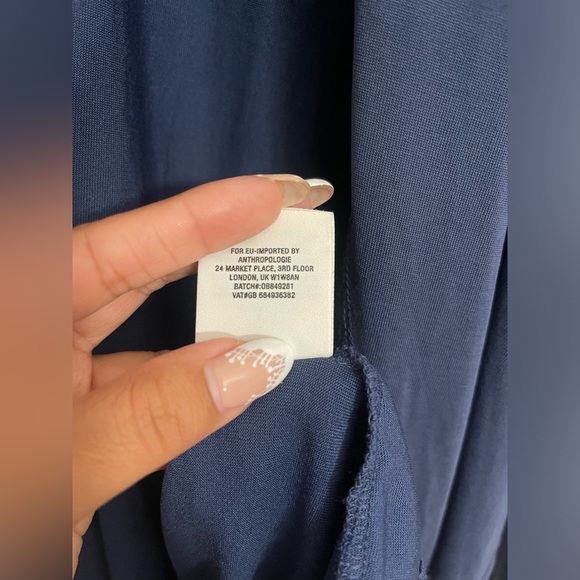 FOR EU-IMPORTED BY
ANTHROPOLOGIE
24 MARKET PLACE, 3RD FLOOR
LONDON, UK W1W8AN
BATCH#:08849281
VAT#GB 684936382